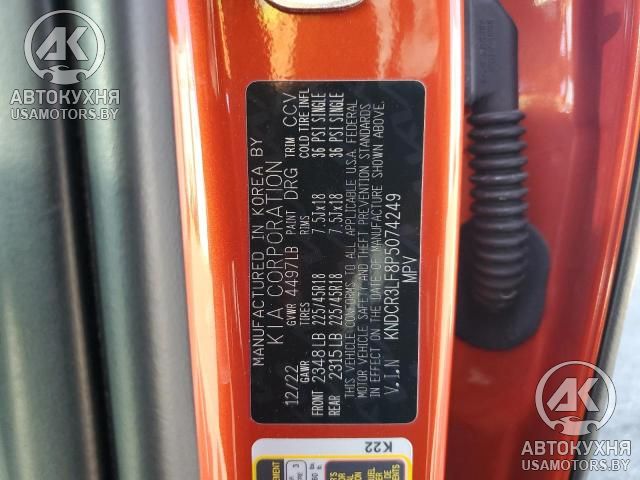 АК
АВТОКУХНЯ
USAMOTORS.BY
MANUFACTURED IN KOREA BY
KIA CORPORATION
12/22 GVWR 4497LB PAINT DRG TRIM CCV
GAWR TIRES RIMS COLD TIRE INFL
FRONT 2348LB 225/45R18 7.5Jx18 36 PSI SINGLE
REAR 2315LB 225/45R18 7.5Jx18 36 PSI SINGLE
THIS VEHICLE CONFORMS TO ALL APPLICABLE U.S.A. FEDERAL
MOTOR VEHICLE SAFETY AND THEFT PREVENTION STANDARDS
IN EFFECT ON THE DATE OF MANUFACTURE SHOWN ABOVE.
V.I.N KNDCR3LF8P5074249
MPV
K22
АК
АВТОКУХНЯ
USAMOTORS.BY